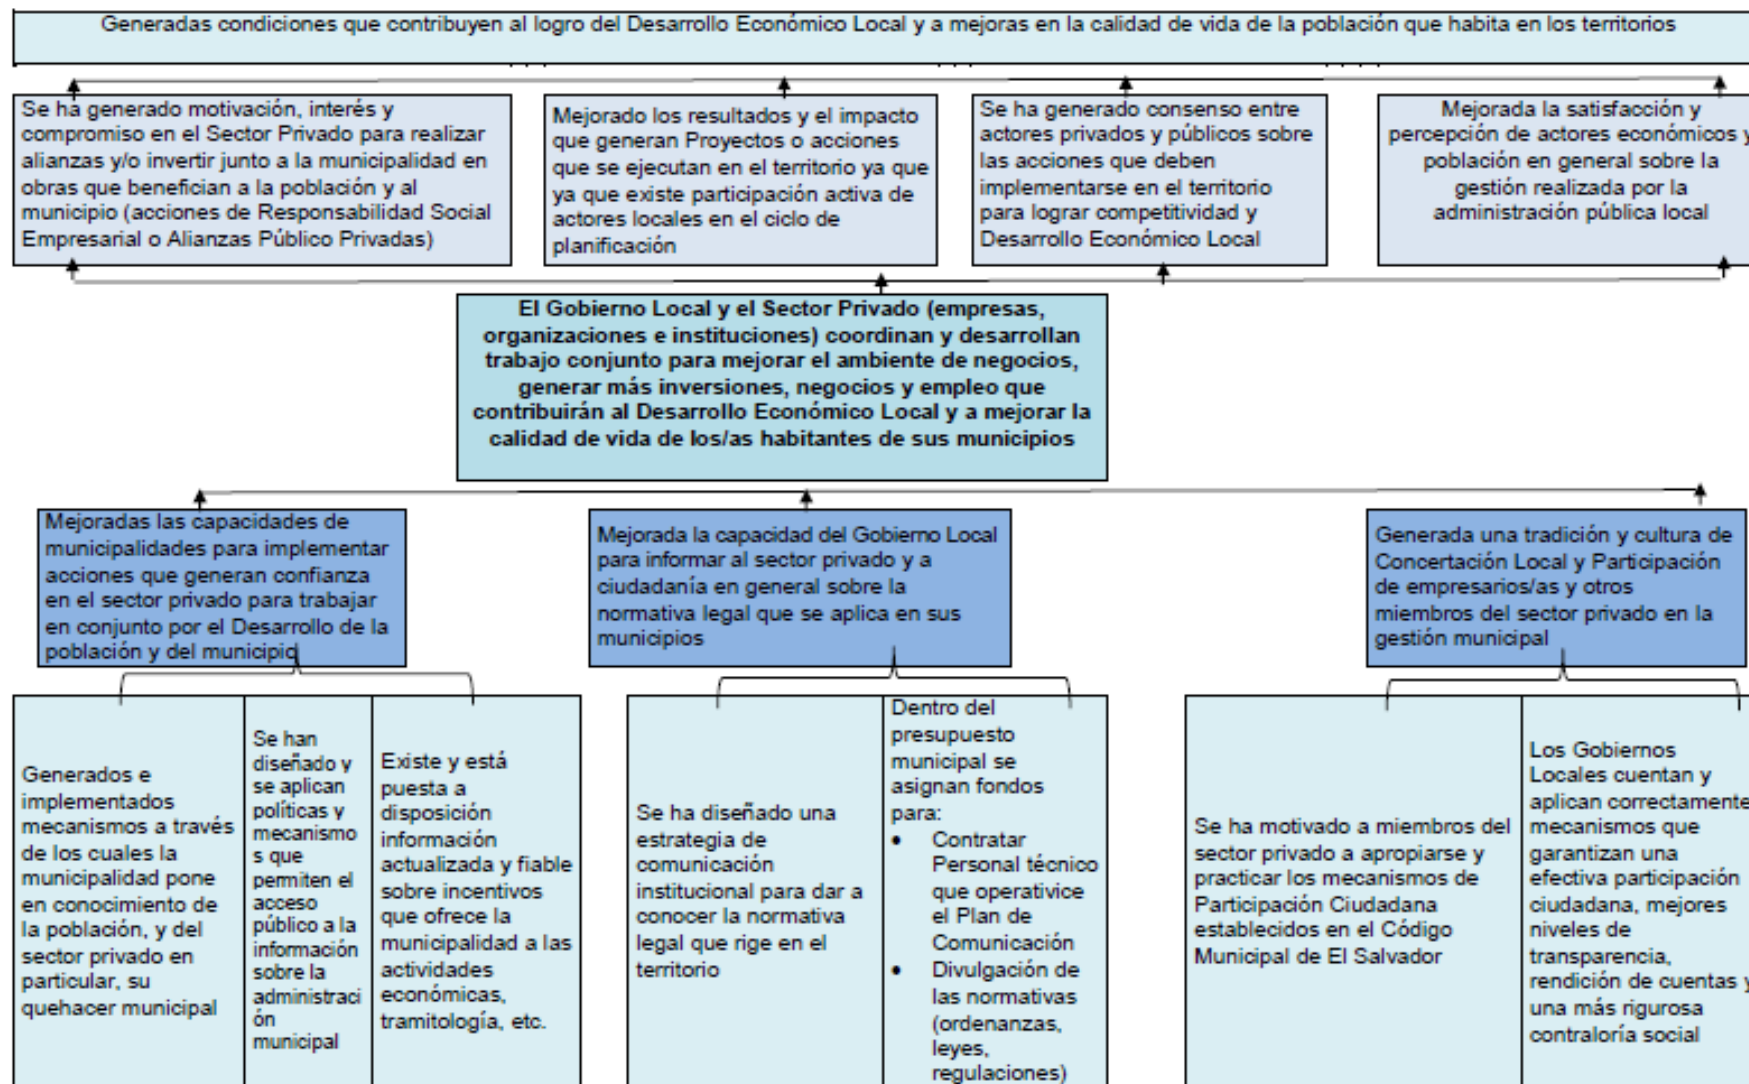 Generadas condiciones que contribuyen al logro del Desarrollo Económico Local y a mejoras en la calidad de vida de la población que habita en los territorios
Se ha generado motivación, interés y
compromiso en el Sector Privado para realizar
alianzas y/o invertir junto a la municipalidad en
obras que benefician a la población y al
municipio (acciones de Responsabilidad Social
Empresarial o Alianzas Público Privadas)
Mejorado los resultados y el impacto
que generan Proyectos o acciones
que se ejecutan en el territorio ya que
ya que existe participación activa de
actores locales en el ciclo de
planificación
Se ha generado consenso entre
actores privados y públicos sobre
las acciones que deben
implementarse en el territorio
para lograr competitividad y
Desarrollo Económico Local
Mejorada la satisfacción y
percepción de actores económicos y
población en general sobre la
gestión realizada por la
administración pública local
El Gobierno Local y el Sector Privado (empresas,
organizaciones e instituciones) coordinan y desarrollan
trabajo conjunto para mejorar el ambiente de negocios,
generar más inversiones, negocios y empleo que
contribuirán al Desarrollo Económico Local y a mejorar la
calidad de vida de los/as habitantes de sus municipios
Mejoradas las capacidades de
municipalidades para implementar
acciones que generan confianza
en el sector privado para trabajar
en conjunto por el Desarrollo de la
población y del municipio
Mejorada la capacidad del Gobierno Local
para informar al sector privado y a
ciudadanía en general sobre la
normativa legal que se aplica en sus
municipios
Generada una tradición y cultura de
Concertación Local y Participación
de empresarios/as y otros
miembros del sector privado en la
gestión municipal
Generados e
implementados
mecanismos a través
de los cuales la
municipalidad pone
en conocimiento de
la población, y del
sector privado en
particular, su
quehacer municipal
Se han
diseñado y
se aplican
políticas y
mecanismo
s que
permiten el
acceso
público a la
información
sobre la
administraci
ón
municipal
Existe y está
puesta a
disposición
información
actualizada y fiable
sobre incentivos
que ofrece la
municipalidad a las
actividades
económicas,
tramitología, etc.
Se ha diseñado una
estrategia de
comunicación
institucional para dar a
conocer la normativa
legal que rige en el
territorio
Dentro del
presupuesto
municipal se
asignan fondos
para:
• Contratar
Personal técnico
que operativice
el Plan de
Comunicación
• Divulgación de
las normativas
(ordenanzas,
leyes,
regulaciones)
Se ha motivado a miembros del
sector privado a apropiarse y
practicar los mecanismos de
Participación Ciudadana
establecidos en el Código
Municipal de El Salvador
Los Gobiernos
Locales cuentan y
aplican correctamente
mecanismos que
garantizan una
efectiva participación
ciudadana, mejores
niveles de
transparencia,
rendición de cuentas y
una más rigurosa
contraloría social